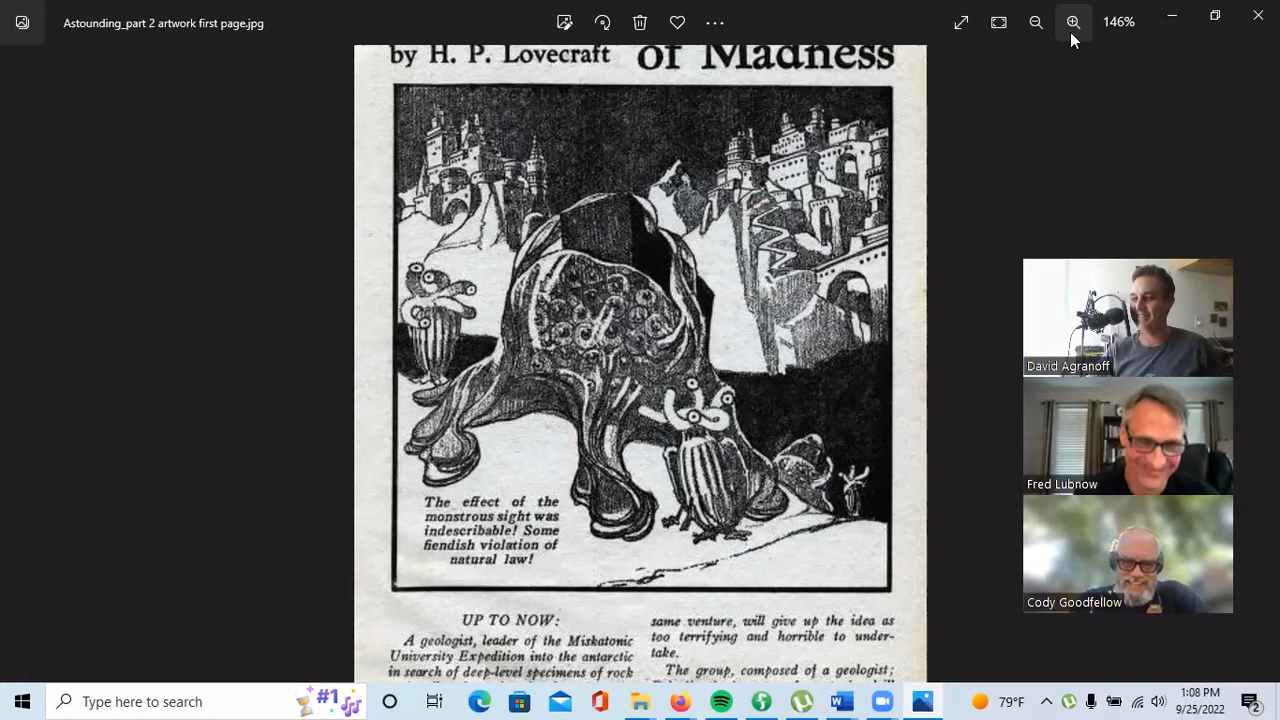 Astounding_part 2 artwork first page.jpg
146%
by H. P. Lovecraft
of Madness
The effect of the
monstrous sight was
indescribable! Some
fiendish violation of
natural law!
UP TO NOW:
A geologist, leader of the Miskatonic
University Expedition into the antarctic
in search of deep-level specimens of rock
same venture, will give up the idea as
too terrifying and horrible to under-
take.
The group, composed of a geologist;
David Agranoff
Fred Lubnow
Cody Goodfellow
Type here to search
#1
79°F
1:08 PM
9/25/2022
2